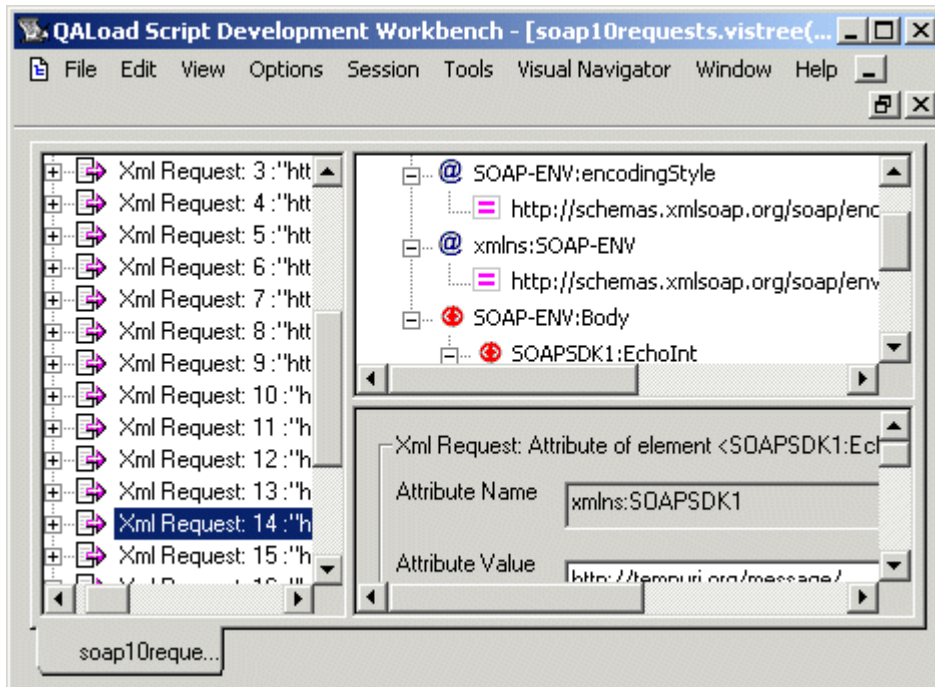 QALoad Script Development Workbench - [soap10requests.vistree(...
File Edit View Options Session Tools Visual Navigator Window Help
Xml Request: 3 :"htt
Xml Request: 4 :"htt
Xml Request: 5 :"htt
Xml Request: 6 :"htt
Xml Request: 7 :"htt
Xml Request: 8 :"htt
Xml Request: 9 :"htt
Xml Request: 10 :"h
Xml Request: 11 :"h
Xml Request: 12 :"h
Xml Request: 13 :"h
Xml Request: 14 :"h
Xml Request: 15 :"h
SOAP-ENV:encodingStyle
http://schemas.xmlsoap.org/soap/enc
xmlns:SOAP-ENV
http://schemas.xmlsoap.org/soap/env
SOAP-ENV:Body
SOAPSDK1:EchoInt
Xml Request: Attribute of element <SOAPSDK1:Ecl
Attribute Name
xmlns:SOAPSDK1
Attribute Value
http://tempuri.org/message/
soap10reque...